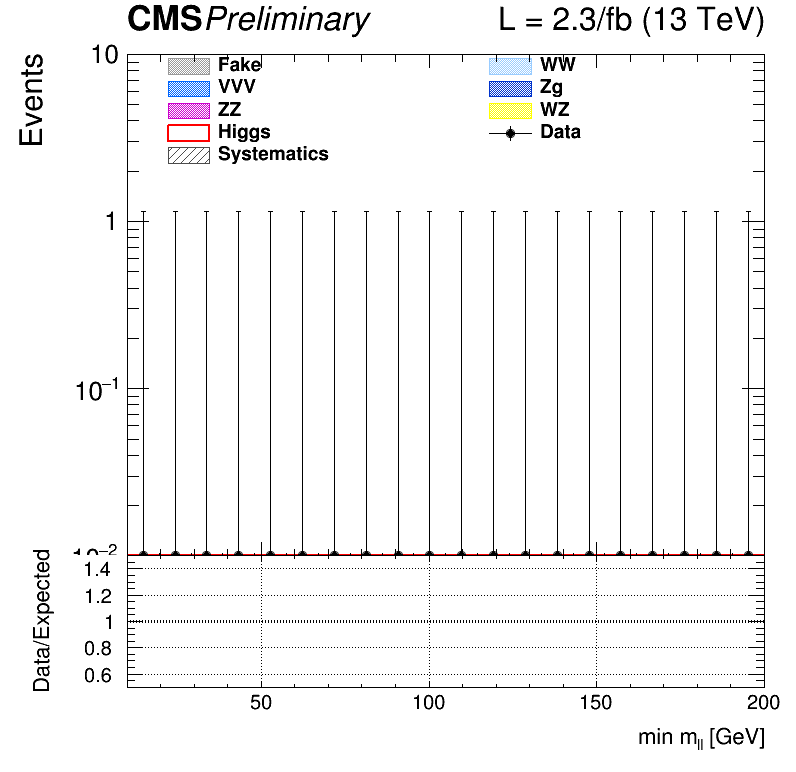 CMS Preliminary L = 2.3/fb (13 TeV)
Events
10
1
10⁻¹
10⁻²
Fake WW
VVV Zg
ZZ WZ
Higgs Data
Systematics
Data/Expected
1.4
1.2
1
0.8
0.6
50 100 150 200
min m_ll [GeV]